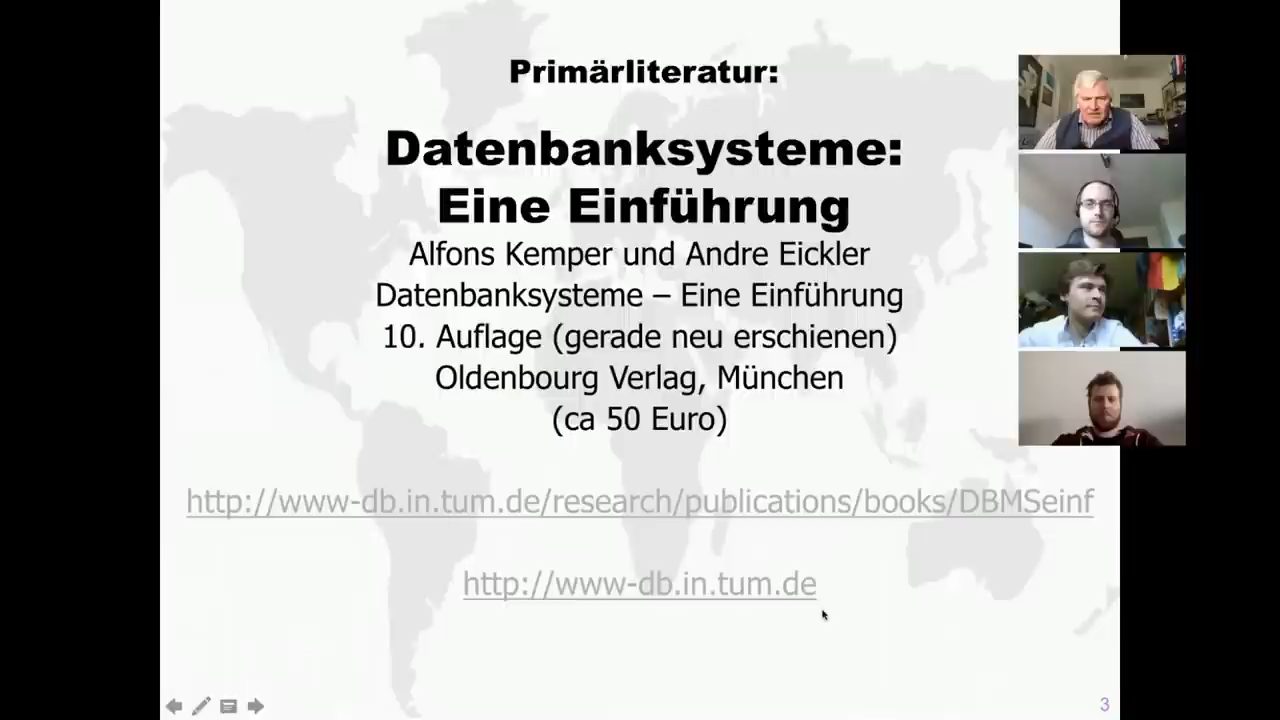 Primärliteratur:
Datenbanksysteme:
Eine Einführung
Alfons Kemper und Andre Eickler
Datenbanksysteme – Eine Einführung
10. Auflage (gerade neu erschienen)
Oldenbourg Verlag, München
(ca 50 Euro)
http://www-db.in.tum.de/research/publications/books/DBMSeinf
http://www-db.in.tum.de
3